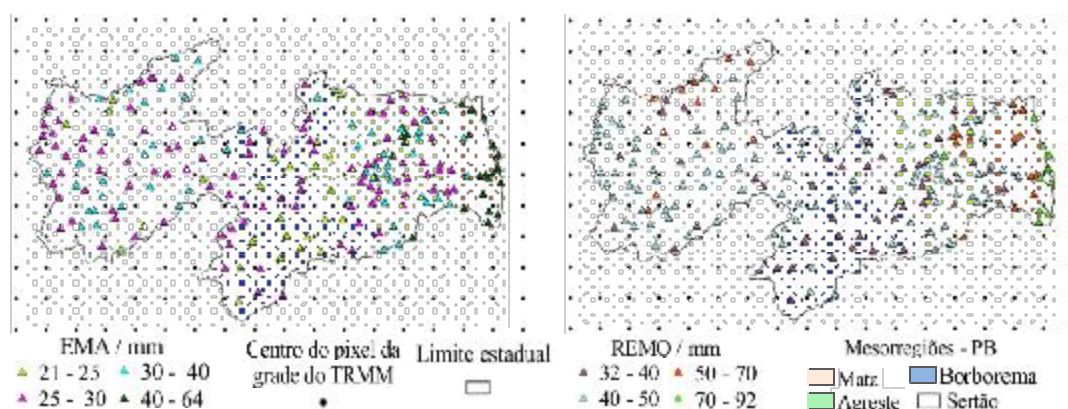 EMA / mm
21 - 25
30 - 40
25 - 30
40 - 64
Centro do pixel da
grade do TRMM
Limite estadual
REMQ / mm
32 - 40
50 - 70
40 - 50
70 - 92
Mesorregiões - PB
Mata
Borborema
Agreste
Sertão